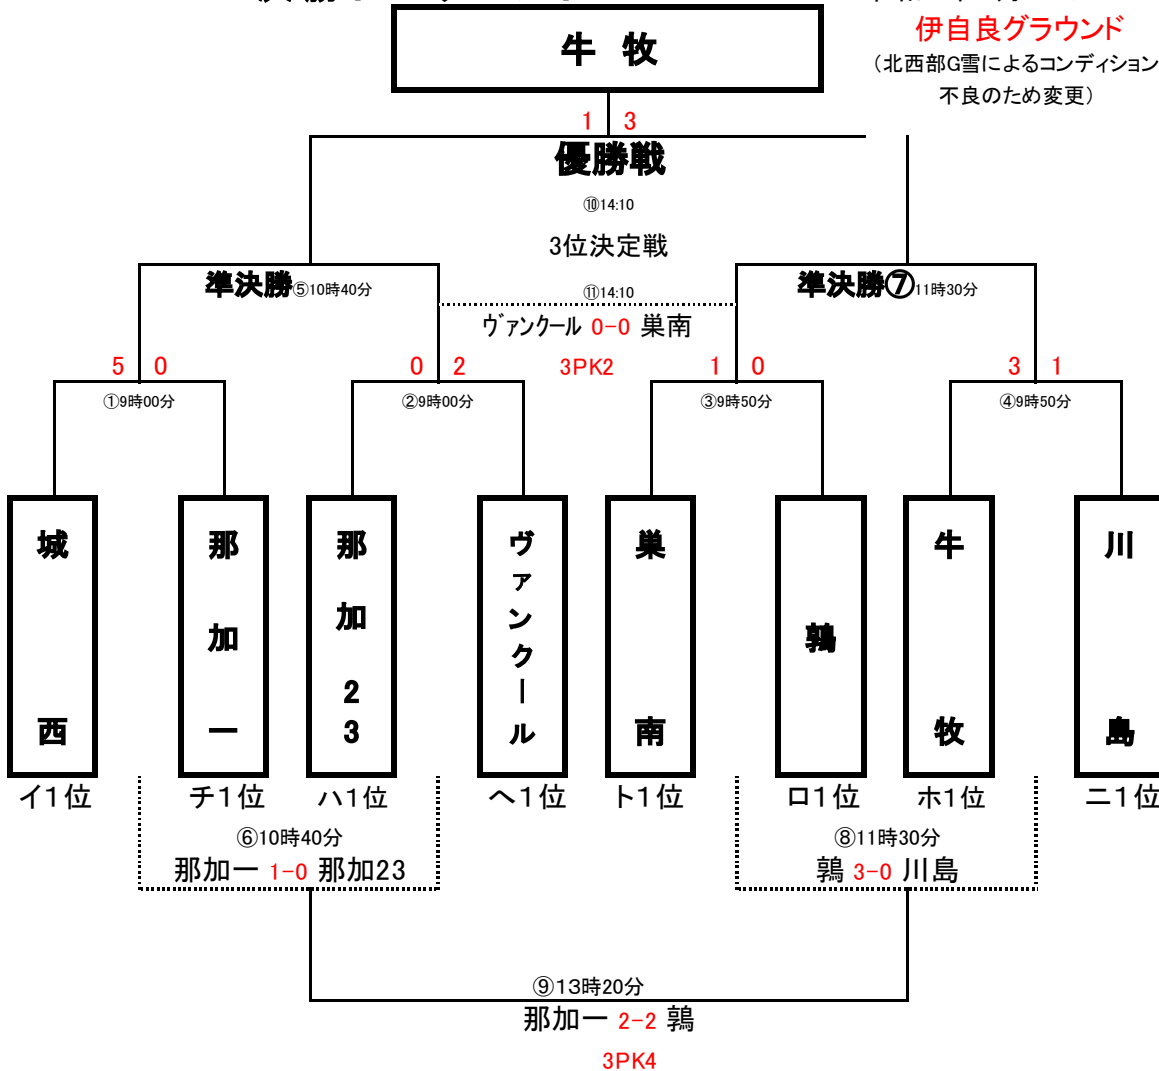 伊自良グラウンド
牛 牧
（北西部G雪によるコンディション
不良のため変更）
1 3
優勝戦
⑩14:10
3位決定戦
準決勝⑤10時40分
準決勝⑦11時30分
⑪14:10
ヴァンクール 0-0 巣南
3PK2
5 0
0 2
1 0
3 1
①9時00分
②9時00分
③9時50分
④9時50分
城西
那加一
那加23
ヴァンクール
巣南
鶉
牛牧
川島
イ1位
チ1位
ハ1位
ヘ1位
ト1位
ロ1位
ホ1位
ニ1位
⑥10時40分
那加一 1-0 那加23
⑧11時30分
鶉 3-0 川島
⑨13時20分
那加一 2-2 鶉
3PK4